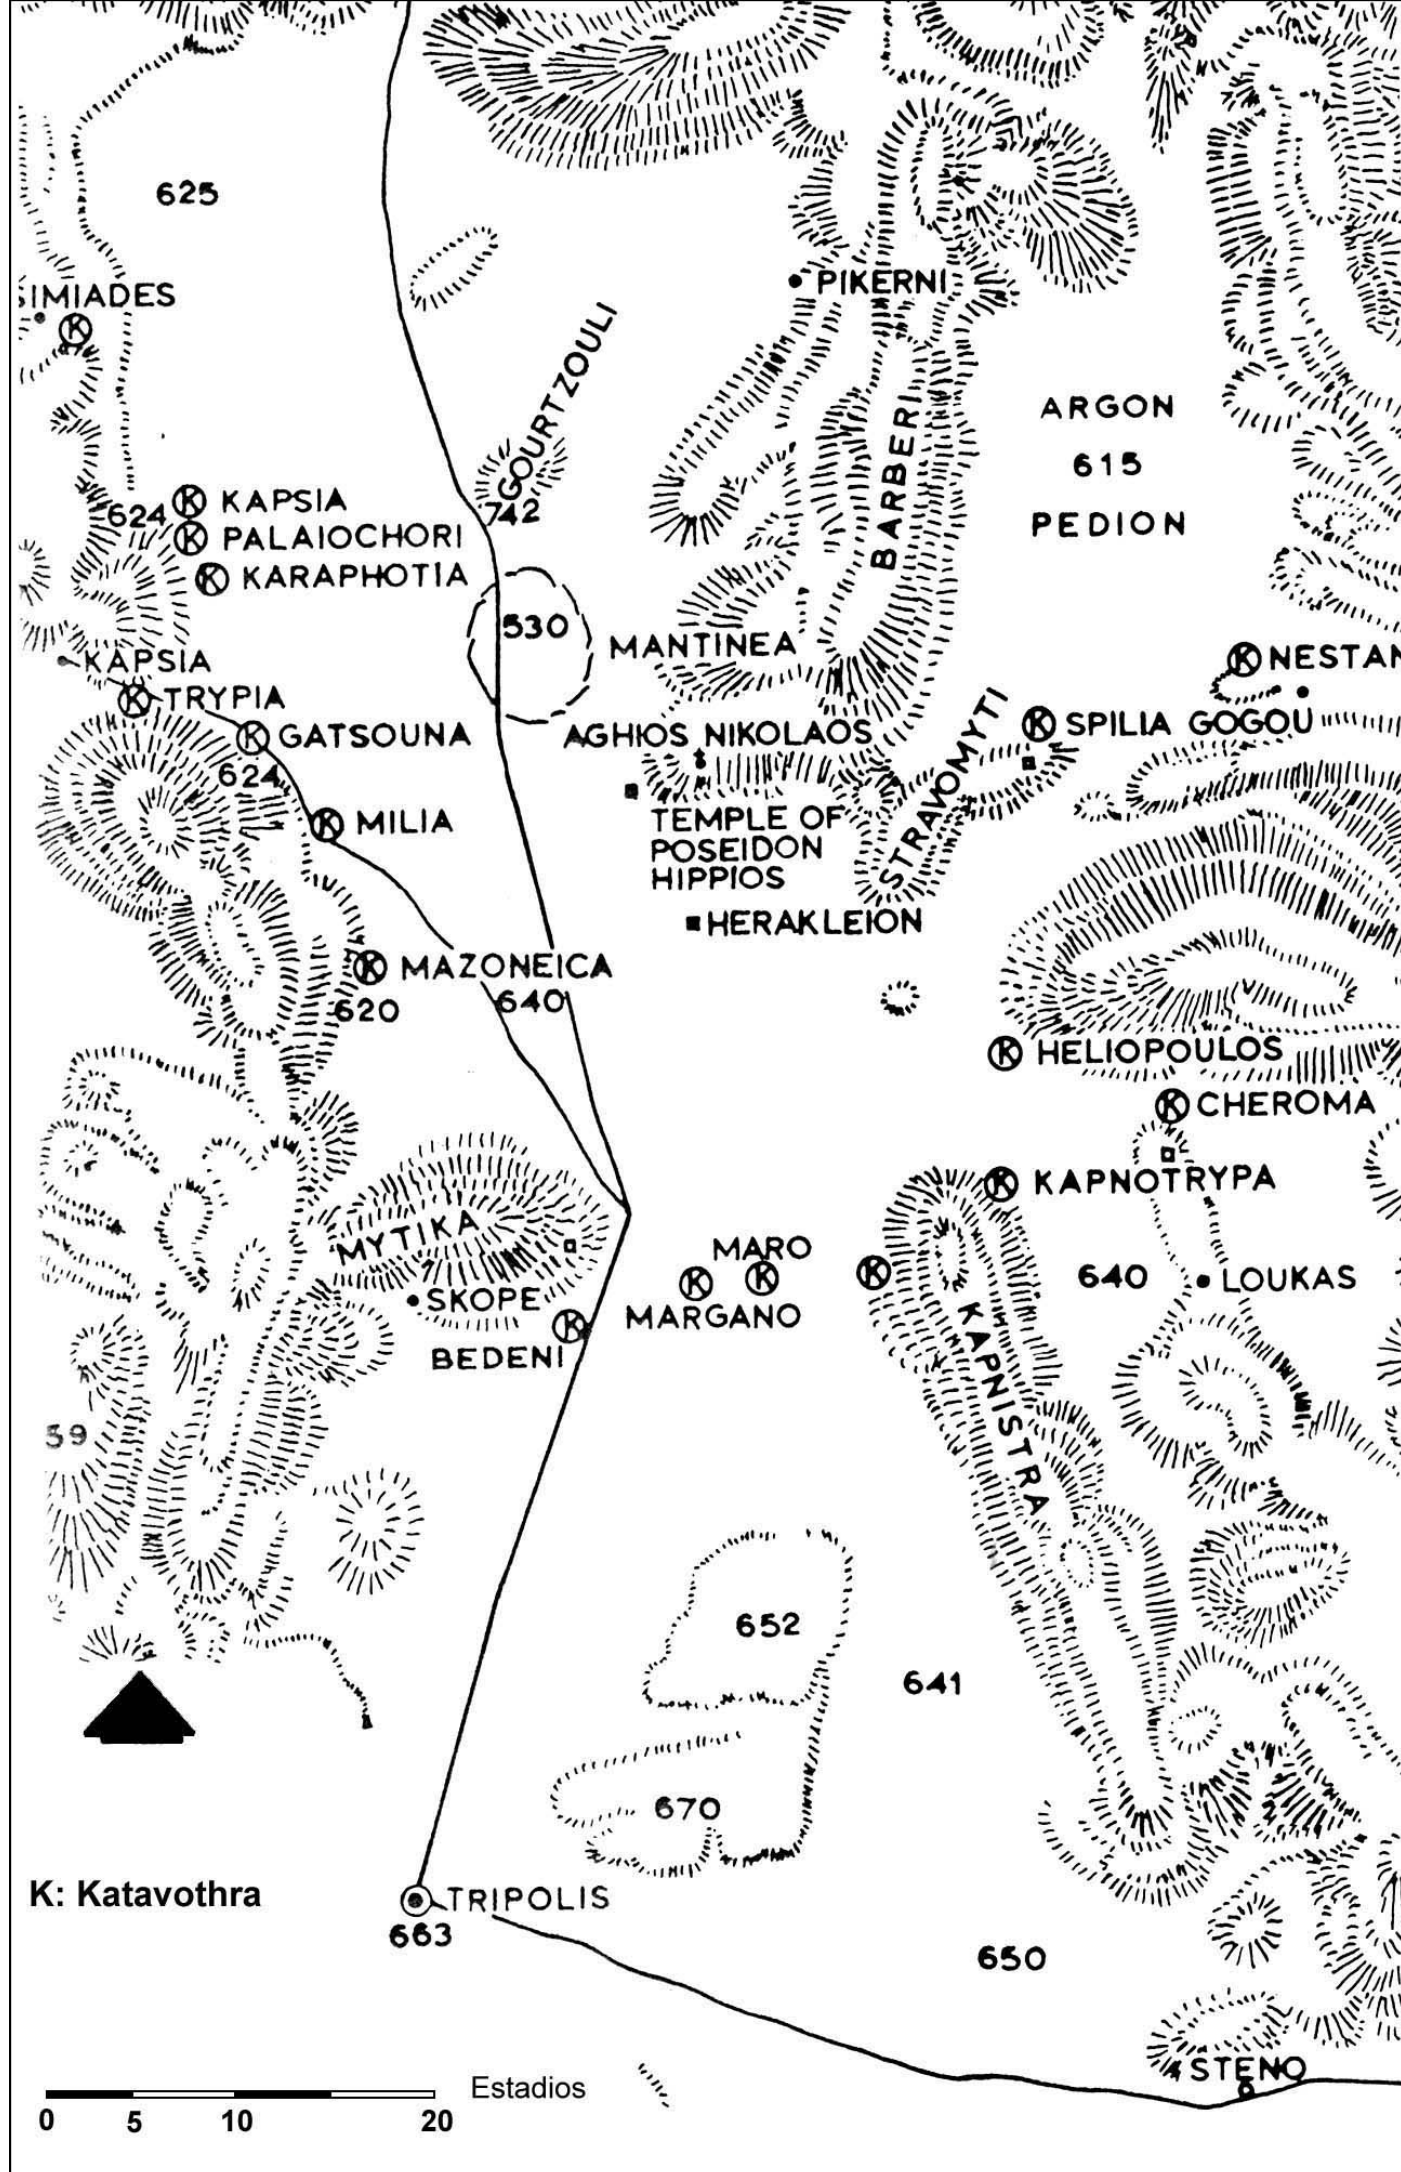 625
SIMIADES
K
PIKERNI
GOURTZOULI
742
BARBERI
ARGON
615
PEDION
624
K KAPSIA
K PALAIOCHORI
K KARAPHOTIA
530
MANTINEA
KAPSIA
K TRYPIA
K GATSOUNA
624
K MILIA
K NESTAN
K SPILIA GOGOU
AGHIOS NIKOLAOS
STRAVOMYTI
TEMPLE OF
POSEIDON
HIPPIOS
HERAKLEION
K MAZONEICA
620
640
K HELIOPOULOS
K CHEROMA
K KAPNOTRYPA
MYTIKA
SKOPE
K
BEDENI
MARO
K
K
MARGANO
K
KAPNISTRA
640
LOUKAS
59
652
641
670
K: Katavothra
TRIPOLIS
663
650
STENO
Estadios
0 5 10 20